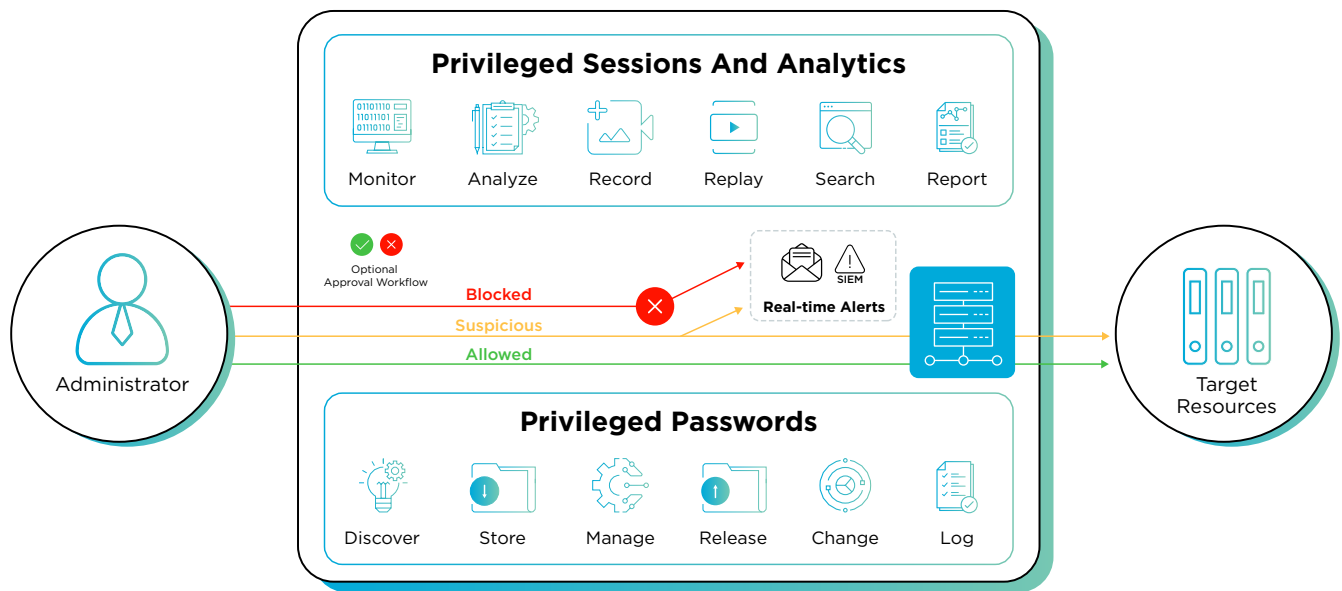 Privileged Sessions And Analytics
01101110
11011101
01110110
Monitor
Analyze
Record
Replay
Search
Report
Optional
Approval Workflow
Blocked
Suspicious
Allowed
SIEM
Real-time Alerts
Administrator
Target
Resources
Privileged Passwords
Discover
Store
Manage
Release
Change
Log